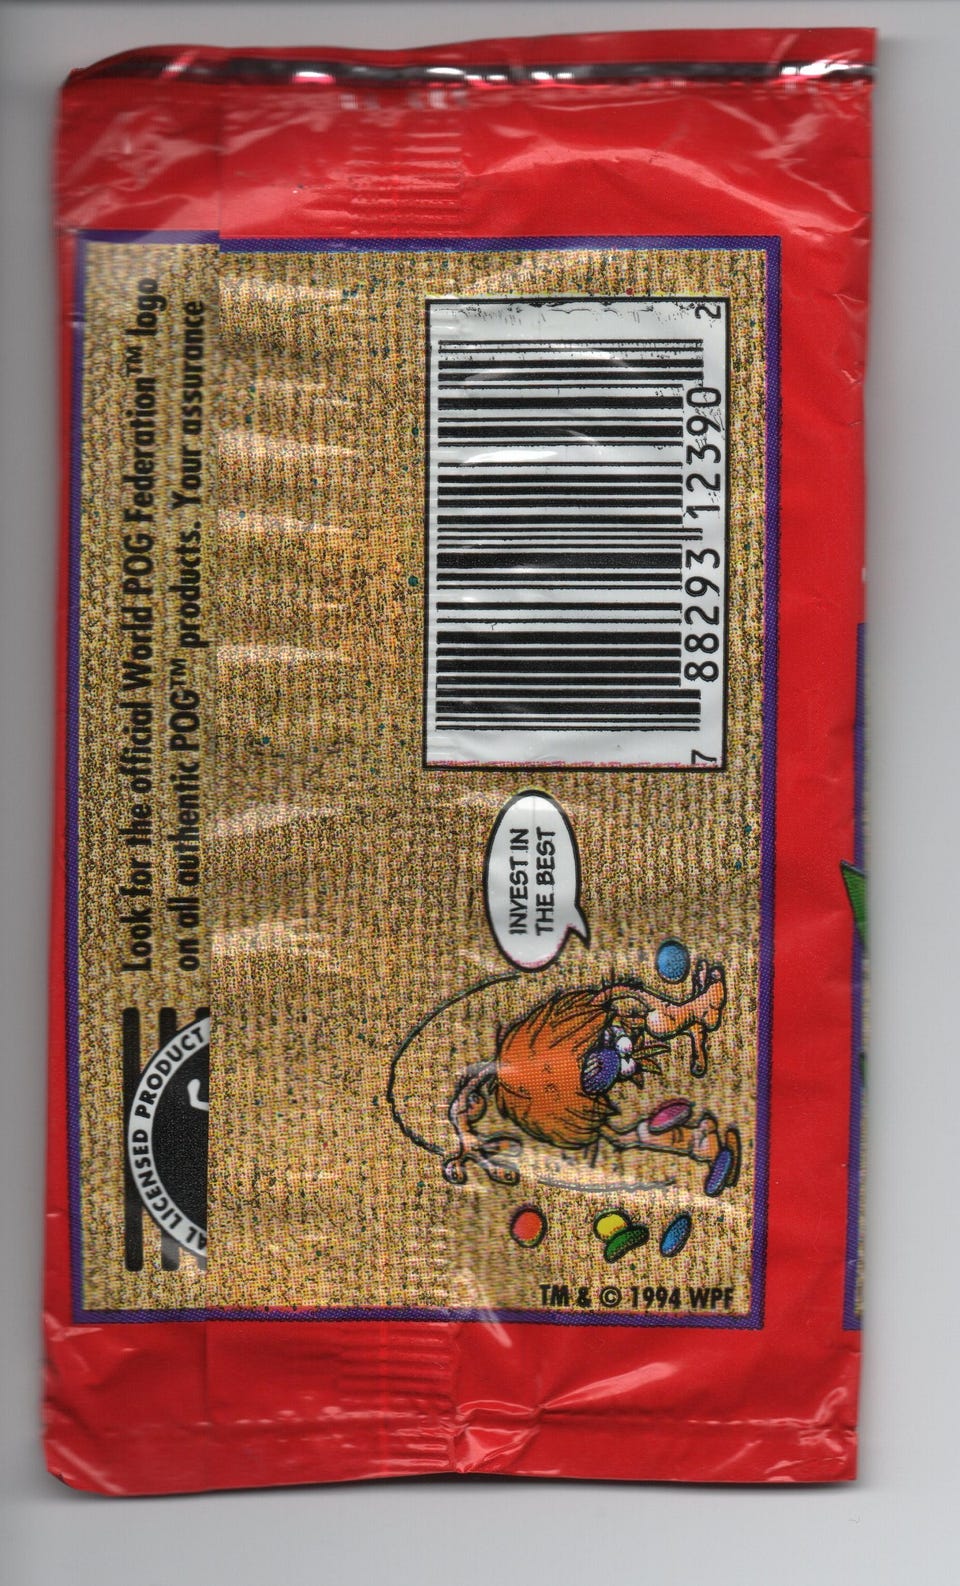 Look for the official World POG Federation™ logo
on all authentic POG™ products. Your assurance
AL LICENSED PRODUCT
7 88293 12390 2
INVEST IN
THE BEST
TM & © 1994 WPF